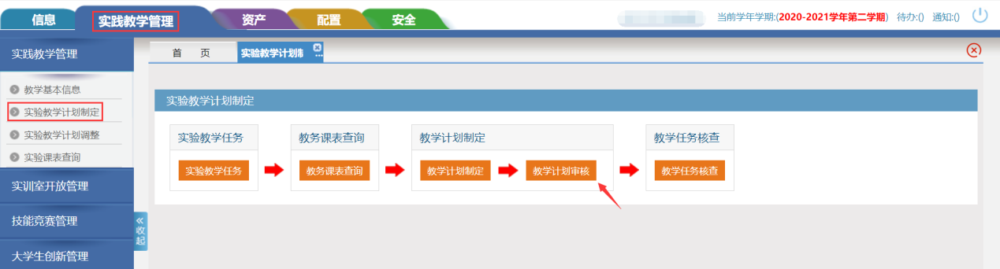 信息 实践教学管理 资产 配置 安全 当前学年学期:(2020-2021学年第二学期) 待办:() 通知:()
实践教学管理
首 页 实验教学计划制 ...
教学基本信息
实验教学计划制定
实验教学计划调整
实验课表查询
实训室开放管理
技能竞赛管理
大学生创新管理
收起
实验教学计划制定
实验教学任务 教务课表查询 教学计划制定 教学任务核查
实验教学任务 教务课表查询 教学计划制定 教学计划审核 教学任务核查